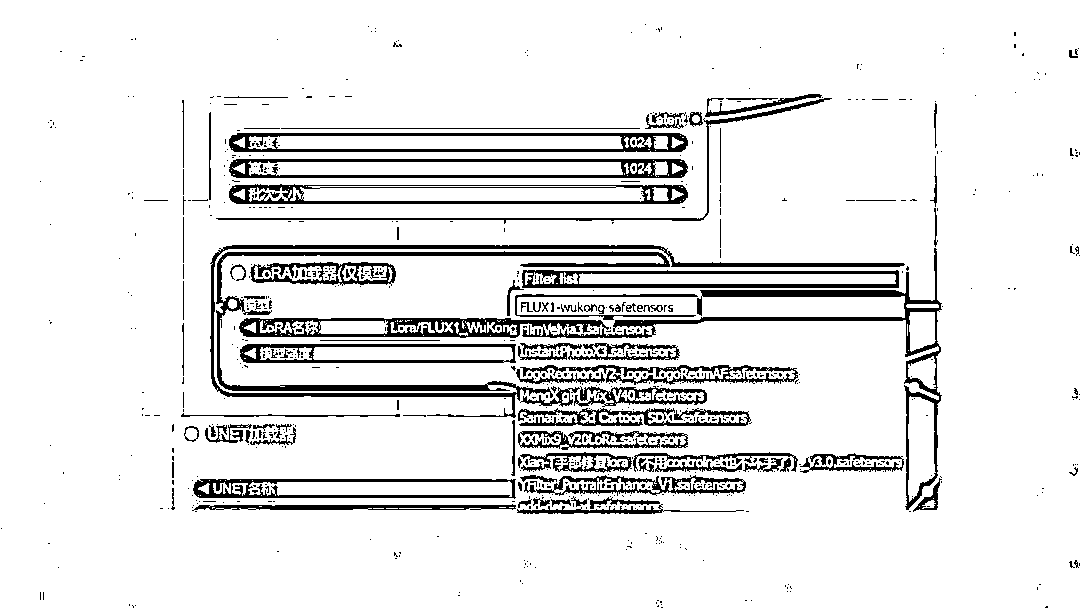 Latent
宽度 1024
高度 1024
批次大小 1
LoRA加载器(仅模型)
Filter list
FLUX1-wukong-safetensors
模型
LoRA名称 Lora/FLUX1_WuKong
FilmVelvia3.safetensors
InstantPhotoX3.safetensors
模型强度
LogoRedmondV2-Logo-LogoRedmAF.safetensors
MengX girl_Mix_V40.safetensors
Samaritan 3d Cartoon SDXL.safetensors
UNET加载器
XXMix9_v20LoRa.safetensors
Xian-T手部修复lora（不用controlnet也不坏手了）_v3.0.safetensors
UNET名称
YFilter_PortraitEnhance_V1.safetensors
add-detail-xl.safetensors